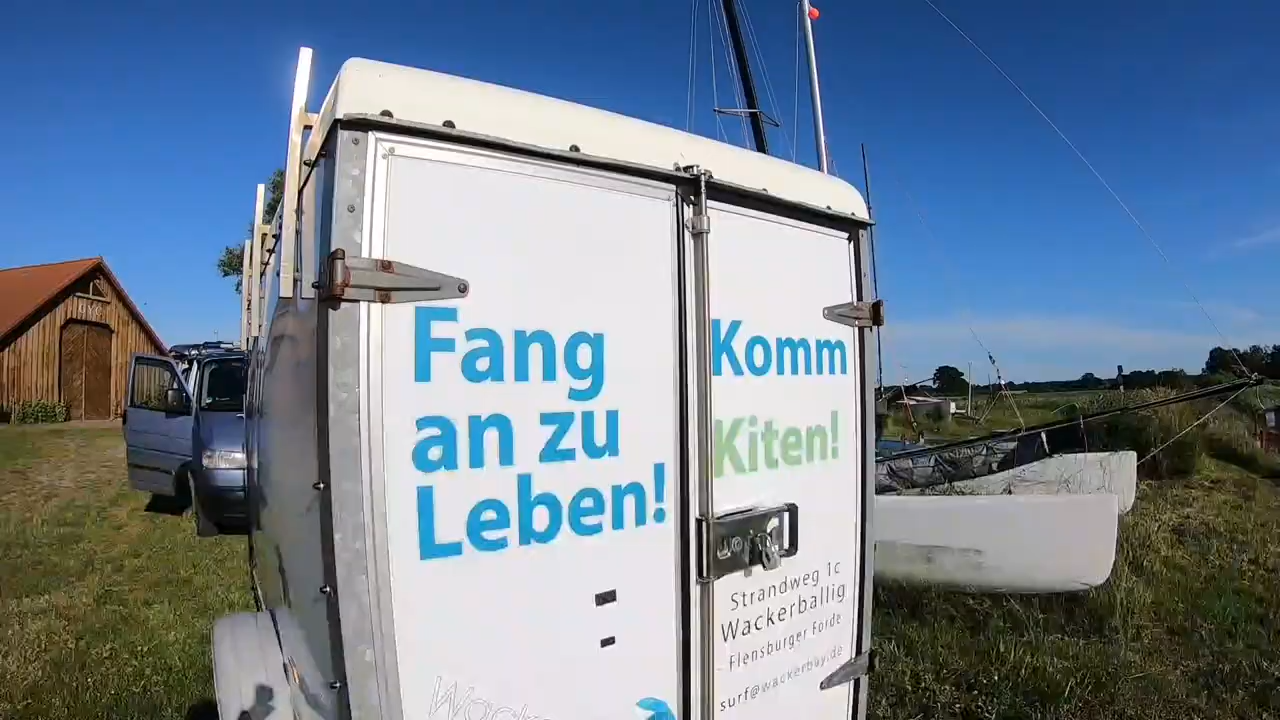 Fang
an zu
Leben!
Komm
Kiten!
Strandweg 1c
Wackerballig
Flensburger Förde
surf@wackerbay.de